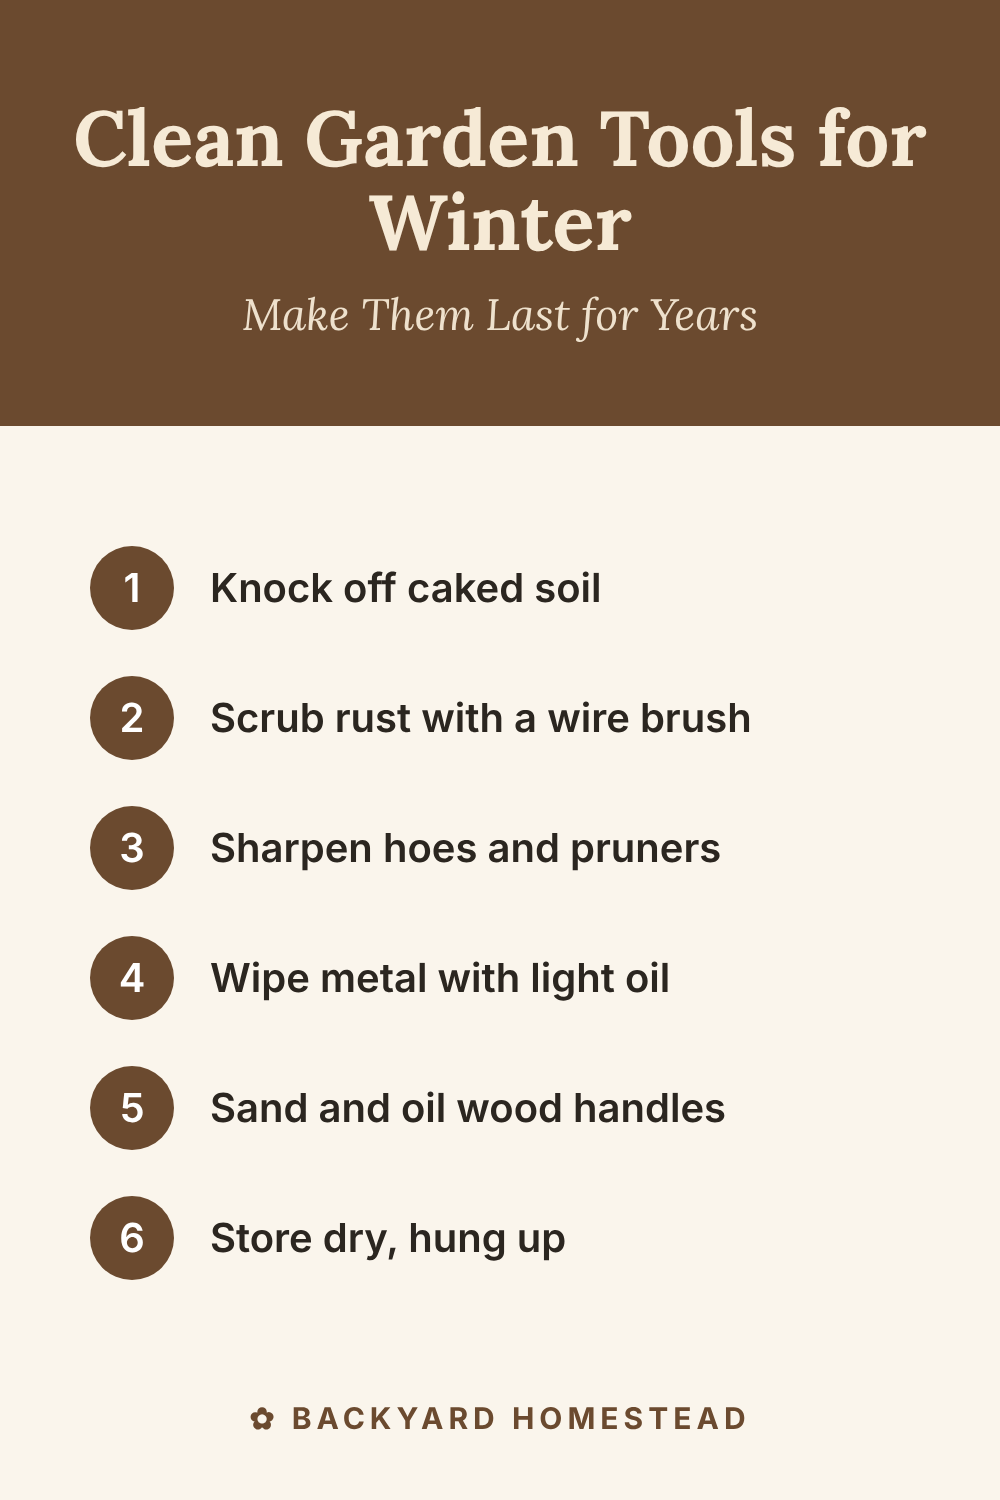 Clean Garden Tools for
Winter
Make Them Last for Years
1 Knock off caked soil
2 Scrub rust with a wire brush
3 Sharpen hoes and pruners
4 Wipe metal with light oil
5 Sand and oil wood handles
6 Store dry, hung up
✿ BACKYARD HOMESTEAD